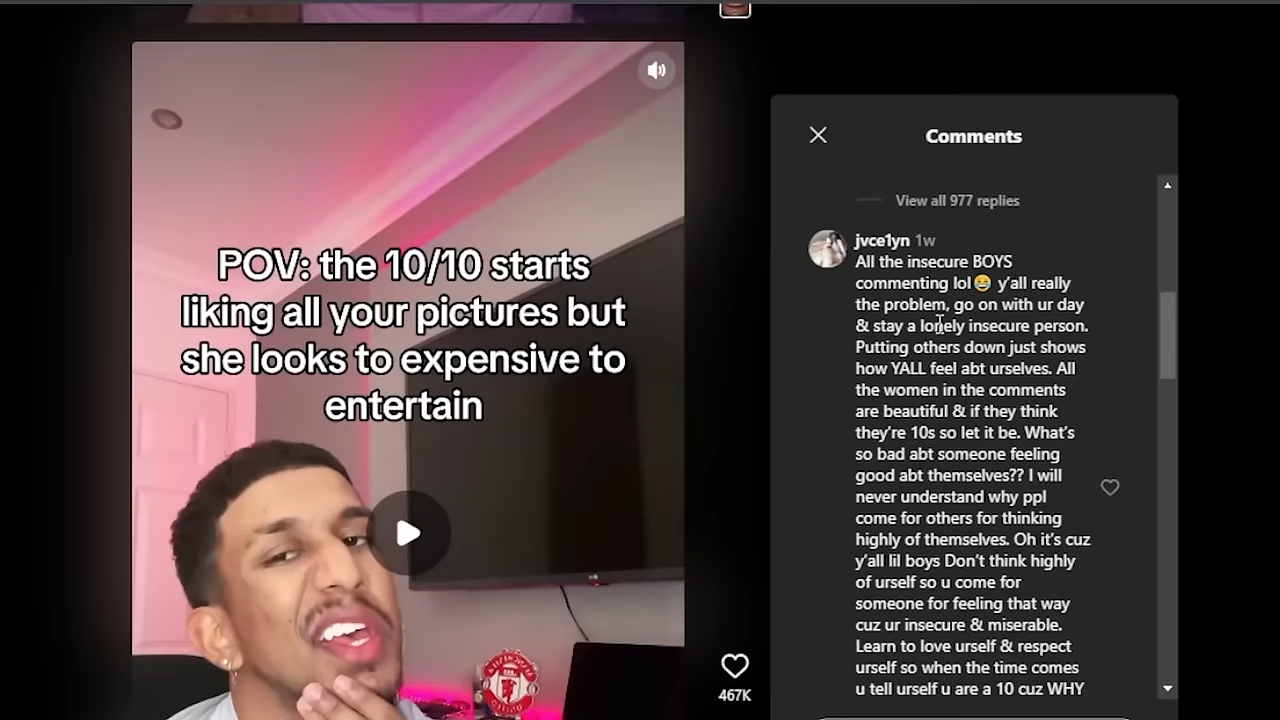 POV: the 10/10 starts
liking all your pictures but
she looks to expensive to
entertain
467K
Comments
View all 977 replies
jvce1yn 1w
All the insecure BOYS
commenting lol😂 y'all really
the problem, go on with ur day
& stay a lonely insecure person.
Putting others down just shows
how YALL feel abt urselves. All
the women in the comments
are beautiful & if they think
they're 10s so let it be. What's
so bad abt someone feeling
good abt themselves?? I will
never understand why ppl
come for others for thinking
highly of themselves. Oh it's cuz
y'all lil boys Don't think highly
of urself so u come for
someone for feeling that way
cuz ur insecure & miserable.
Learn to love urself & respect
urself so when the time comes
u tell urself u are a 10 cuz WHY